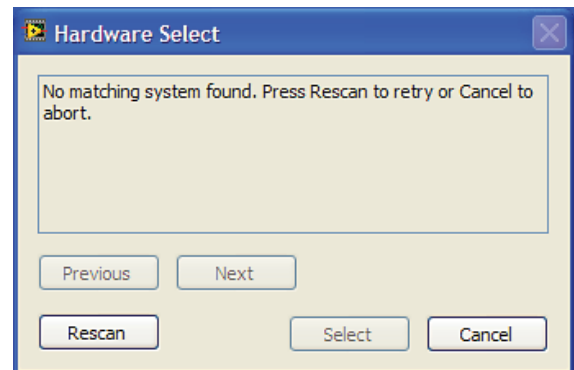 Hardware Select
No matching system found. Press Rescan to retry or Cancel to
abort.
Previous Next
Rescan Select Cancel